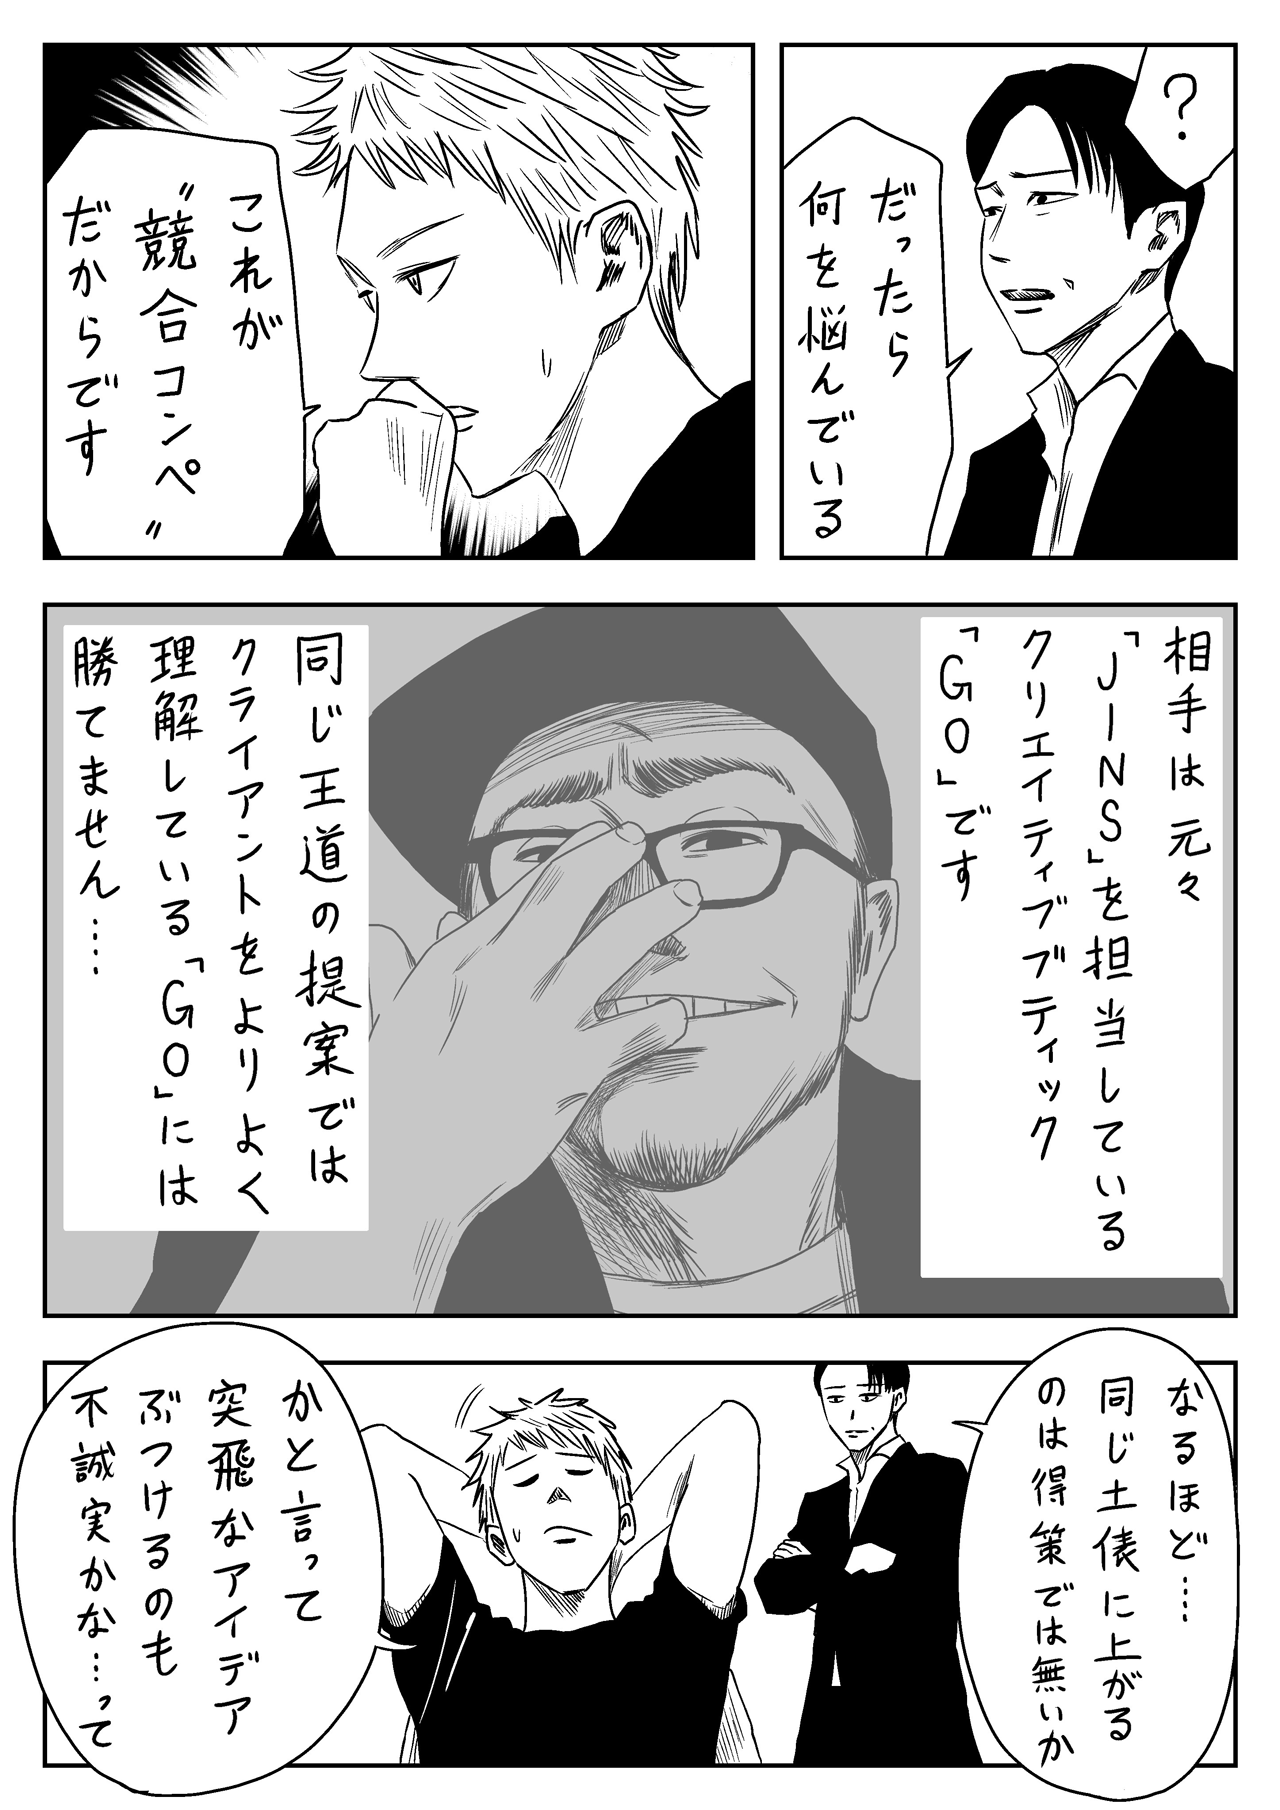 ?
だったら
何を悩んでいる
これが
"競合コンペ"
だからです
相手は元々
「JINS」を担当している
クリエイティブブティック
「GO」です
同じ王道の提案では
クライアントをよりよく
理解している「GO」には
勝てません……
なるほど……
同じ土俵に上がる
のは得策では無いか
かと言って
突飛なアイデア
ぶつけるのも
不誠実かな…って